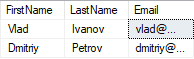 FirstName LastName Email
Vlad Ivanov vlad@...
Dmitriy Petrov dmitriy@...